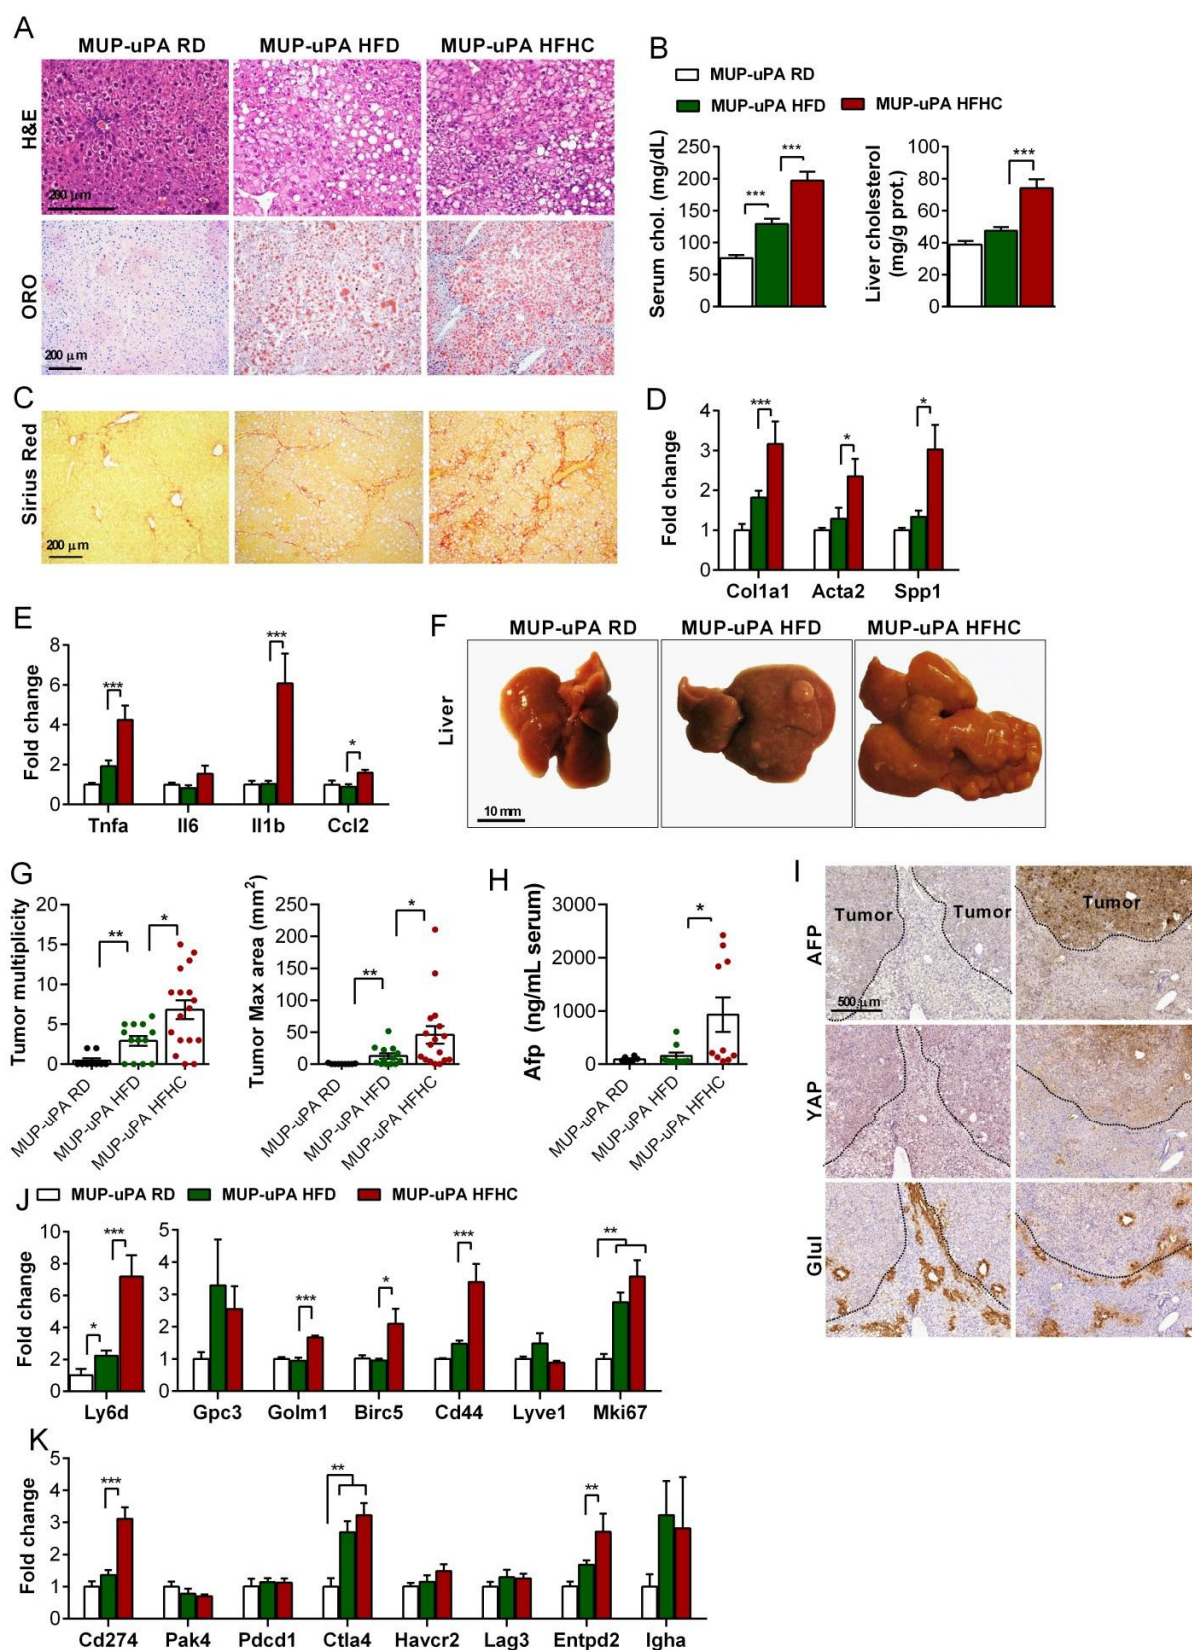 A
MUP-uPA RD MUP-uPA HFD MUP-uPA HFHC
H&E
200 µm
ORO
200 µm
B
MUP-uPA RD
MUP-uPA HFD MUP-uPA HFHC
Serum chol. (mg/dL)
250
200
150
100
50
0
***
***
Liver cholesterol
(mg/g prot.)
100
80
60
40
20
0
***
C
Sirius Red
200 µm
D
Fold change
4
3
2
1
0
***
*
*
Col1a1 Acta2 Spp1
E
Fold change
8
6
4
2
0
***
***
*
Tnfa Il6 Il1b Ccl2
F
MUP-uPA RD MUP-uPA HFD MUP-uPA HFHC
Liver
10 mm
G
Tumor multiplicity
20
15
10
5
0
**
*
MUP-uPA RD
MUP-uPA HFD
MUP-uPA HFHC
Tumor Max area (mm²)
250
200
150
100
50
0
**
*
MUP-uPA RD
MUP-uPA HFD
MUP-uPA HFHC
H
Afp (ng/mL serum)
3000
2000
1000
0
*
MUP-uPA RD
MUP-uPA HFD
MUP-uPA HFHC
I
AFP
Tumor Tumor Tumor
500 µm
YAP
Glul
J
MUP-uPA RD MUP-uPA HFD MUP-uPA HFHC
Fold change
10
8
6
4
2
0
*
***
Ly6d
5
4
3
2
1
0
***
*
***
**
Gpc3 Golm1 Birc5 Cd44 Lyve1 Mki67
K
Fold change
5
4
3
2
1
0
***
**
**
Cd274 Pak4 Pdcd1 Ctla4 Havcr2 Lag3 Entpd2 Igha